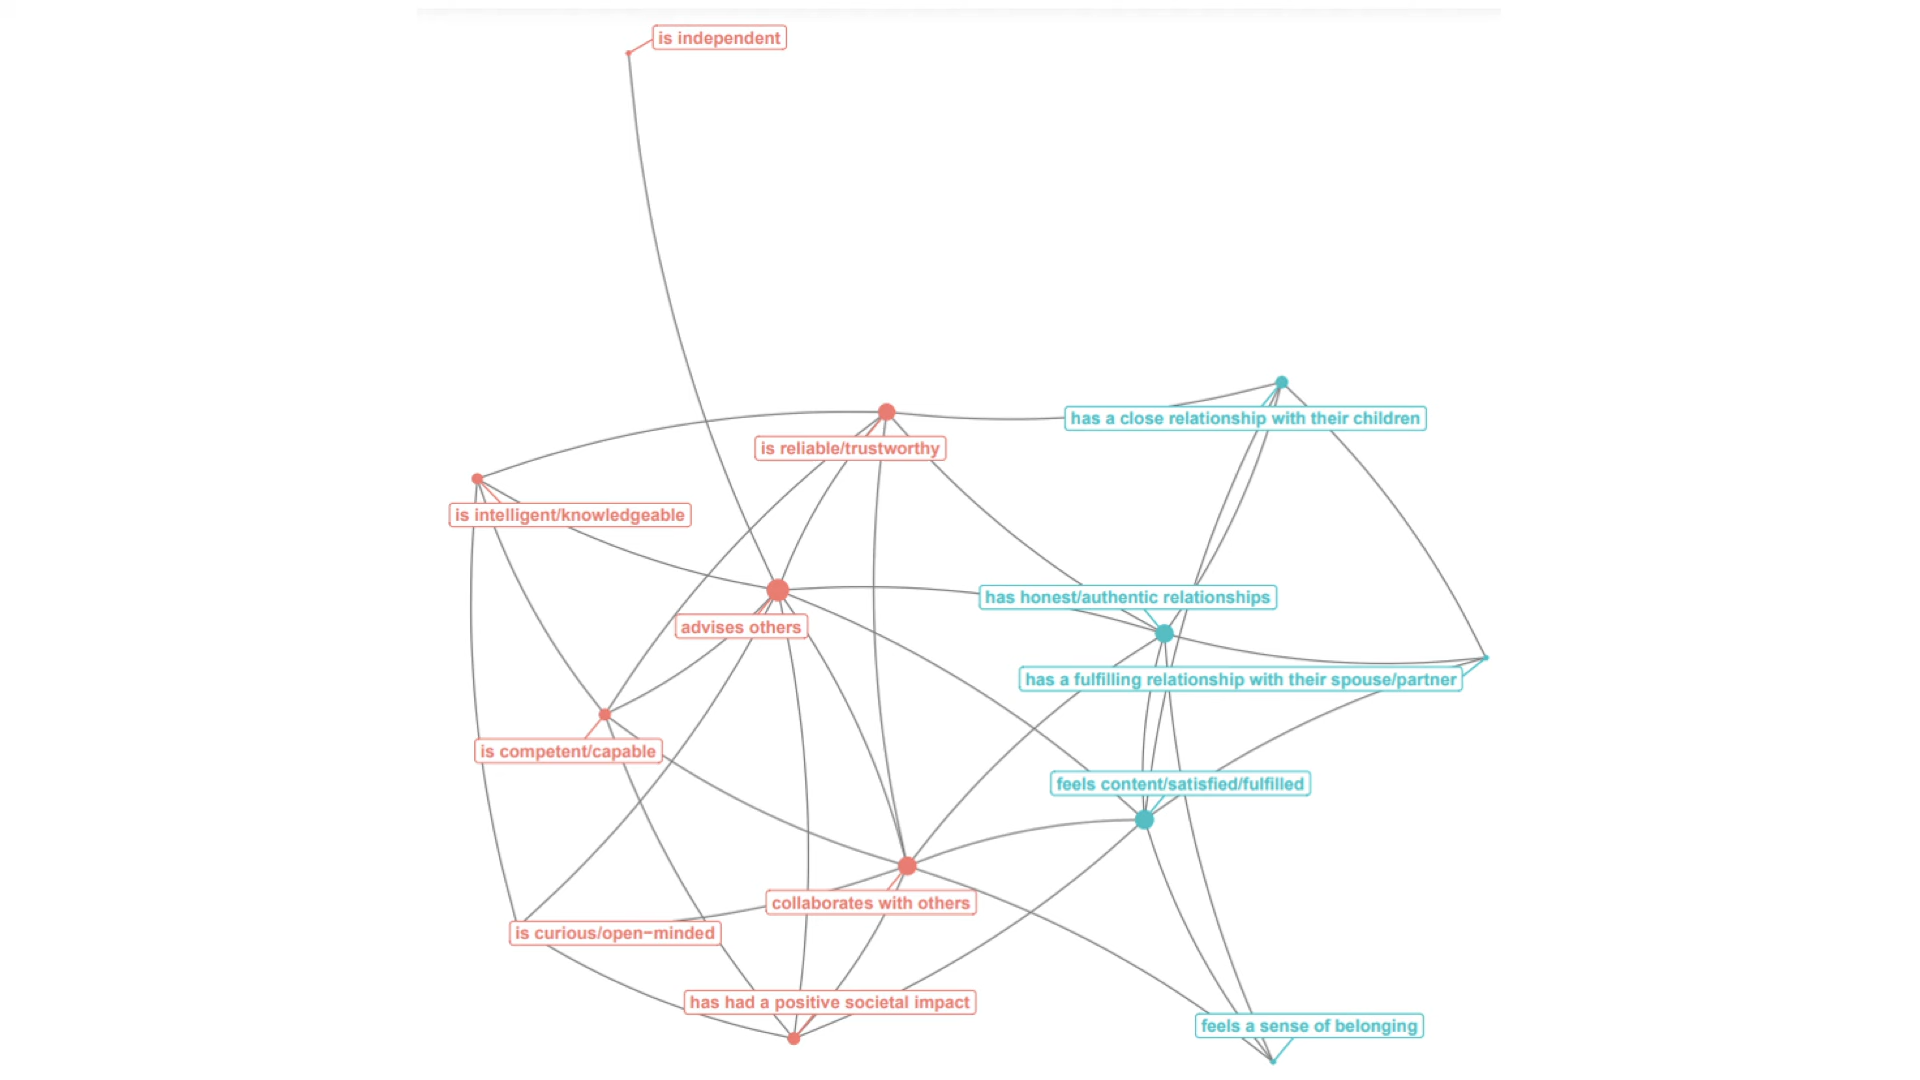 is independent
has a close relationship with their children
is reliable/trustworthy
is intelligent/knowledgeable
has honest/authentic relationships
advises others
has a fulfilling relationship with their spouse/partner
is competent/capable
feels content/satisfied/fulfilled
collaborates with others
is curious/open−minded
has had a positive societal impact
feels a sense of belonging